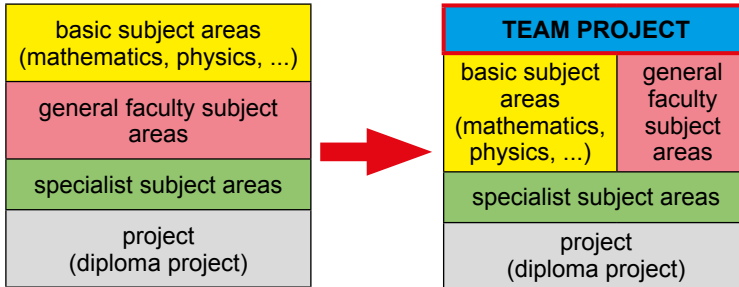 basic subject areas
(mathematics, physics, ...)
general faculty subject
areas
specialist subject areas
project
(diploma project)
TEAM PROJECT
basic subject
areas
(mathematics,
physics, ...)
general
faculty
subject
areas
specialist subject areas
project
(diploma project)